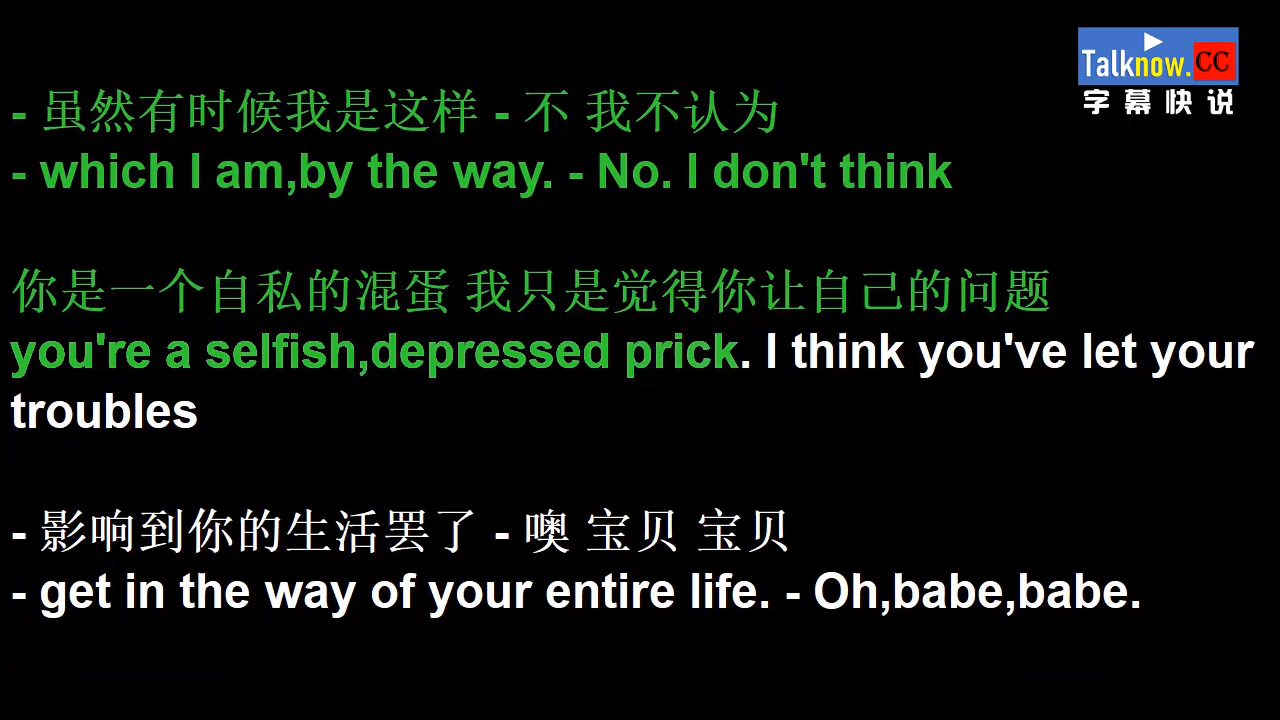 Talknow.CC
字幕快说
- 虽然有时候我是这样 - 不 我不认为
- which I am,by the way. - No. I don't think
你是一个自私的混蛋 我只是觉得你让自己的问题
you're a selfish,depressed prick. I think you've let your
troubles
- 影响到你的生活罢了 - 噢 宝贝 宝贝
- get in the way of your entire life. - Oh,babe,babe.